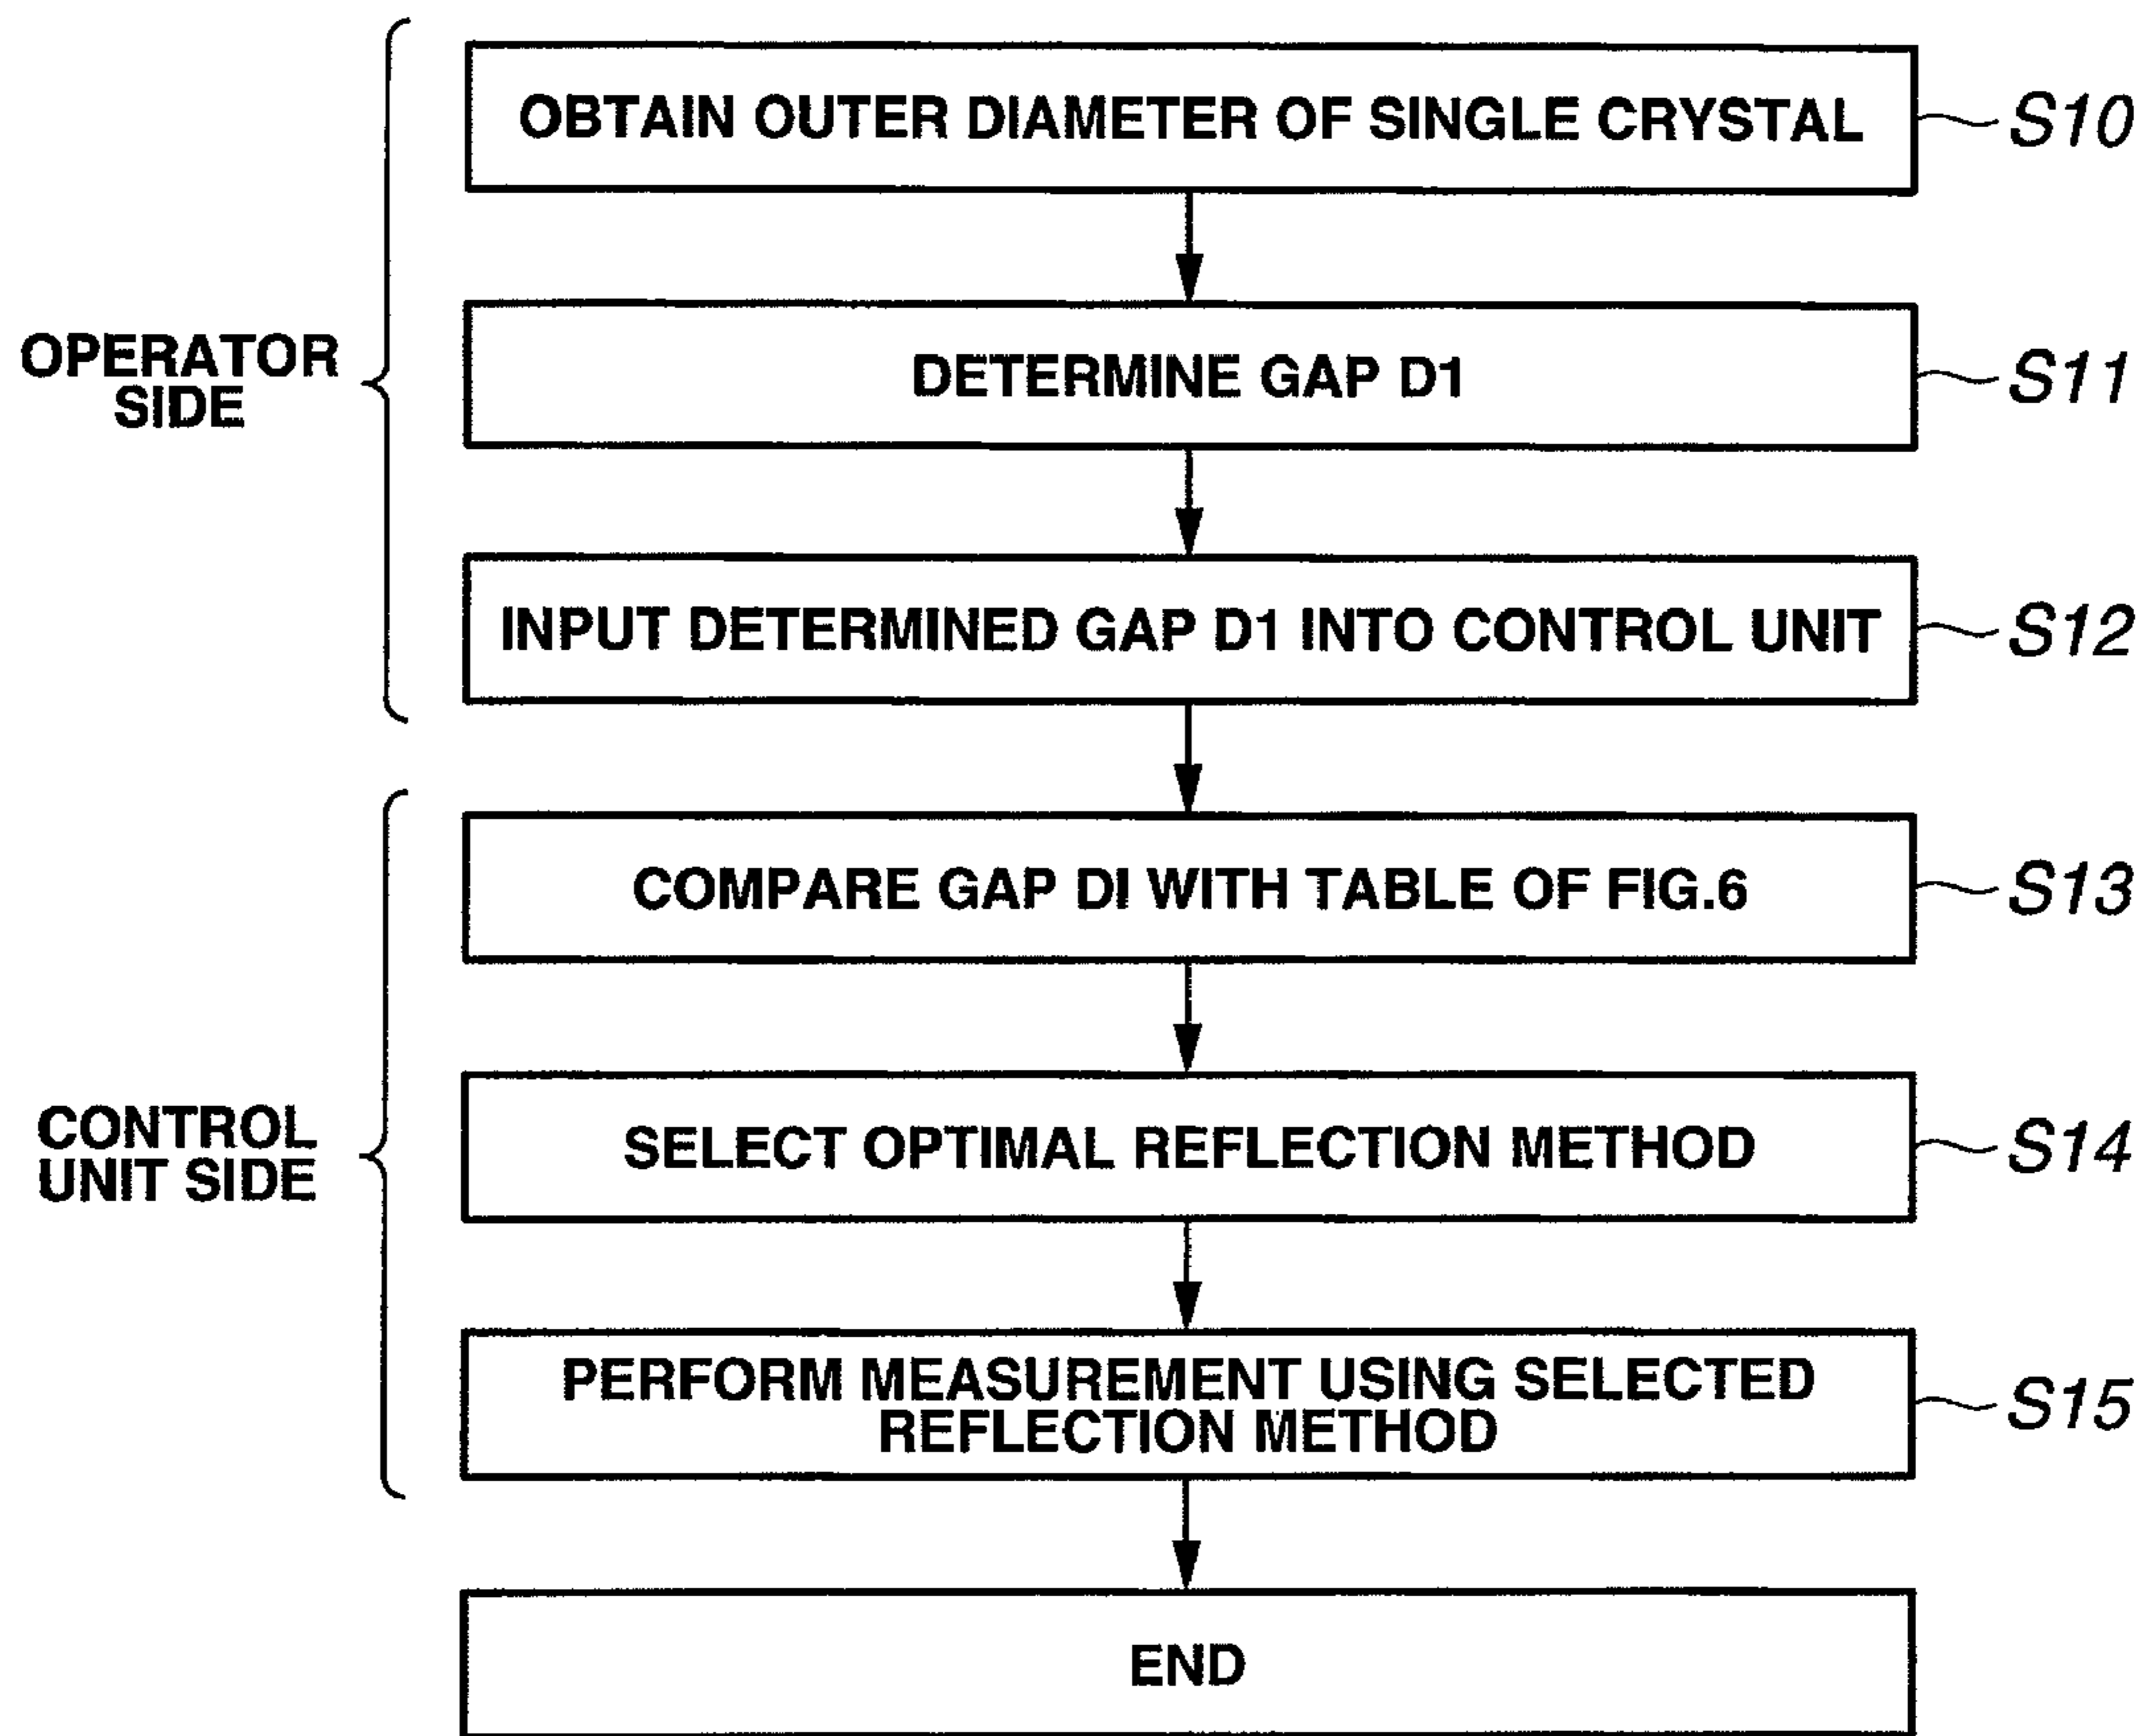 OBTAIN OUTER DIAMETER OF SINGLE CRYSTAL
S10
DETERMINE GAP D1
S11
OPERATOR
SIDE
INPUT DETERMINED GAP D1 INTO CONTROL UNIT
S12
COMPARE GAP DI WITH TABLE OF FIG.6
S13
SELECT OPTIMAL REFLECTION METHOD
S14
CONTROL
UNIT SIDE
PERFORM MEASUREMENT USING SELECTED
REFLECTION METHOD
S15
END